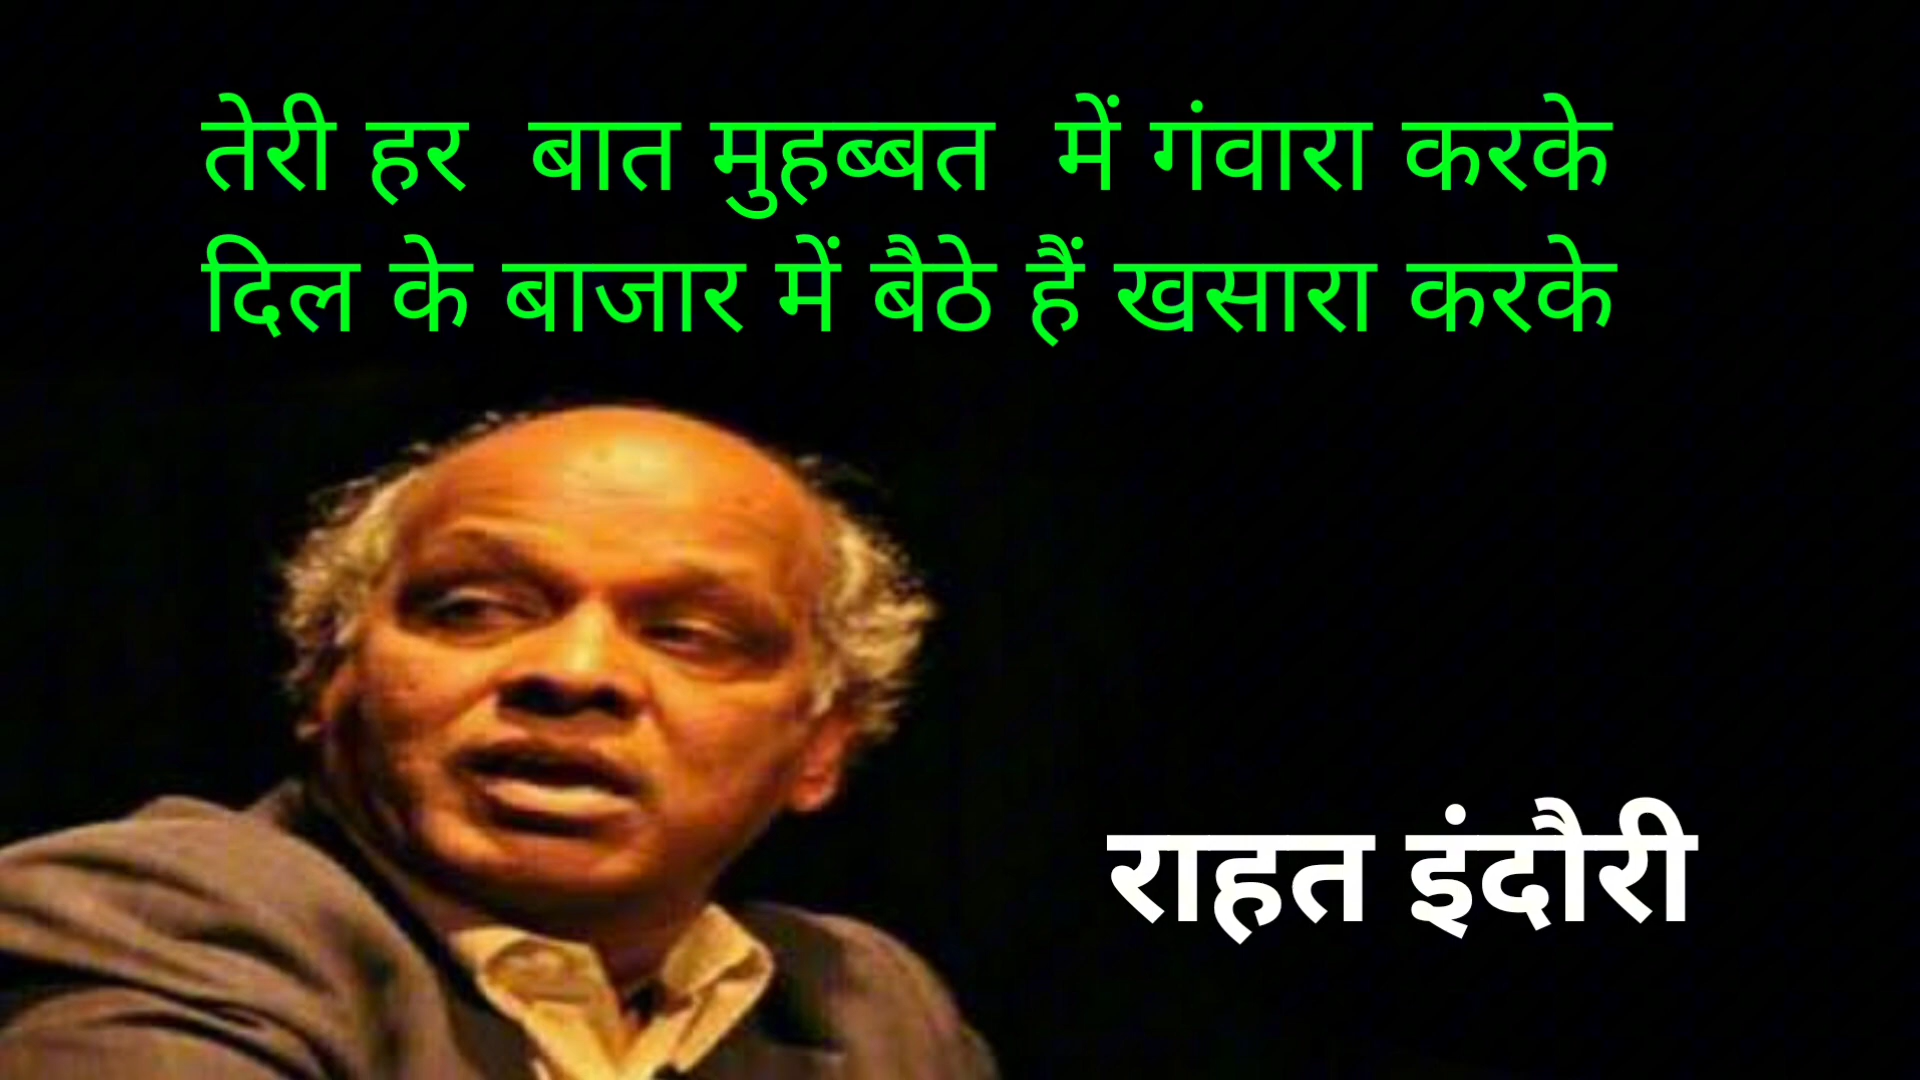 तेरी हर बात मुहब्बत में गंवारा करके
दिल के बाजार में बैठे हैं खसारा करके
राहत इंदौरी